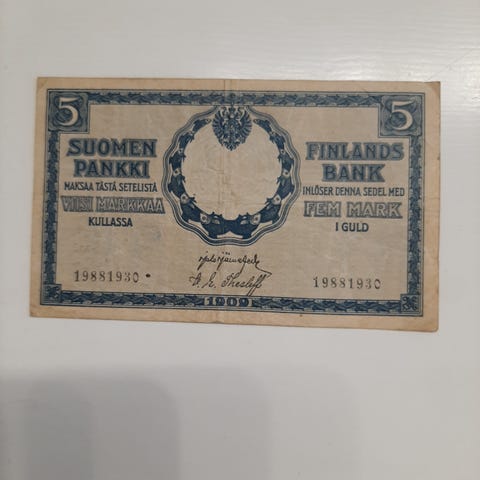 5
5
SUOMEN
PANKKI
MAKSAA TÄSTÄ SETELISTÄ
VIISI MARKKAA
KULLASSA
FINLANDS
BANK
INLÖSER DENNA SEDEL MED
FEM MARK
I GULD
19881930
19881930
1909